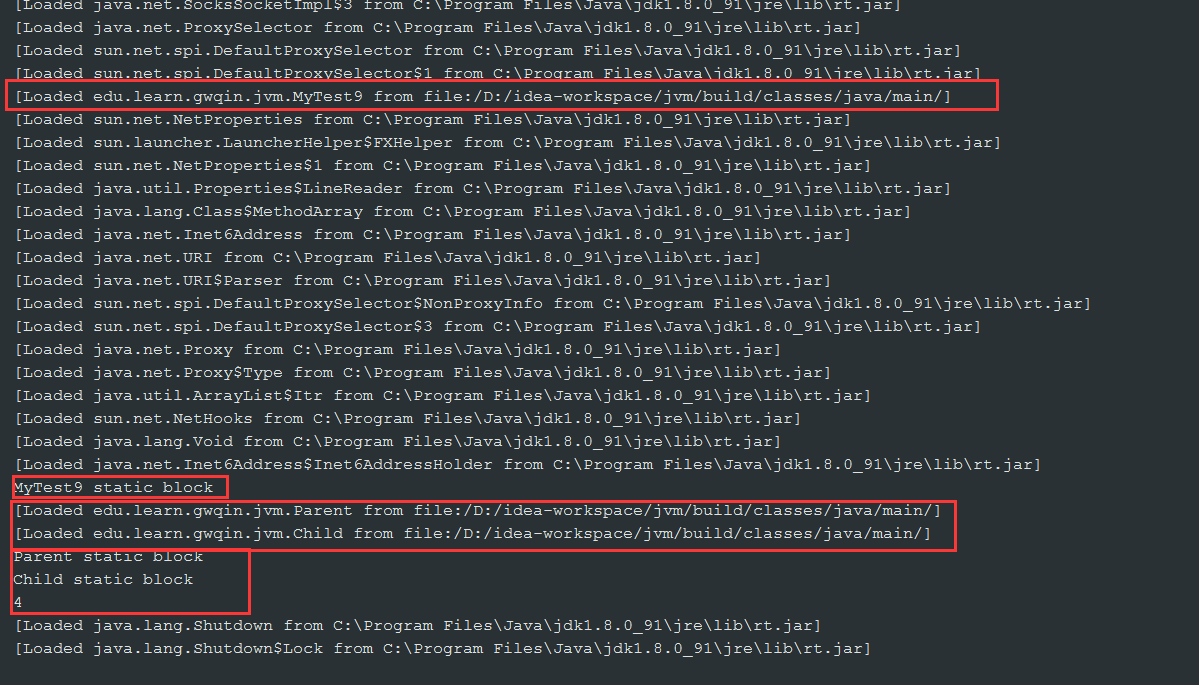 [Loaded java.net.SocksSocketImpl$3 from C:\Program Files\Java\jdk1.8.0_91\jre\lib\rt.jar]
[Loaded java.net.ProxySelector from C:\Program Files\Java\jdk1.8.0_91\jre\lib\rt.jar]
[Loaded sun.net.spi.DefaultProxySelector from C:\Program Files\Java\jdk1.8.0_91\jre\lib\rt.jar]
[Loaded sun.net.spi.DefaultProxySelector$1 from C:\Program Files\Java\jdk1.8.0_91\jre\lib\rt.jar]
[Loaded edu.learn.gwqin.jvm.MyTest9 from file:/D:/idea-workspace/jvm/build/classes/java/main/]
[Loaded sun.net.NetProperties from C:\Program Files\Java\jdk1.8.0_91\jre\lib\rt.jar]
[Loaded sun.launcher.LauncherHelper$FXHelper from C:\Program Files\Java\jdk1.8.0_91\jre\lib\rt.jar]
[Loaded sun.net.NetProperties$1 from C:\Program Files\Java\jdk1.8.0_91\jre\lib\rt.jar]
[Loaded java.util.Properties$LineReader from C:\Program Files\Java\jdk1.8.0_91\jre\lib\rt.jar]
[Loaded java.lang.Class$MethodArray from C:\Program Files\Java\jdk1.8.0_91\jre\lib\rt.jar]
[Loaded java.net.Inet6Address from C:\Program Files\Java\jdk1.8.0_91\jre\lib\rt.jar]
[Loaded java.net.URI from C:\Program Files\Java\jdk1.8.0_91\jre\lib\rt.jar]
[Loaded java.net.URI$Parser from C:\Program Files\Java\jdk1.8.0_91\jre\lib\rt.jar]
[Loaded sun.net.spi.DefaultProxySelector$NonProxyInfo from C:\Program Files\Java\jdk1.8.0_91\jre\lib\rt.jar]
[Loaded sun.net.spi.DefaultProxySelector$3 from C:\Program Files\Java\jdk1.8.0_91\jre\lib\rt.jar]
[Loaded java.net.Proxy from C:\Program Files\Java\jdk1.8.0_91\jre\lib\rt.jar]
[Loaded java.net.Proxy$Type from C:\Program Files\Java\jdk1.8.0_91\jre\lib\rt.jar]
[Loaded java.util.ArrayList$Itr from C:\Program Files\Java\jdk1.8.0_91\jre\lib\rt.jar]
[Loaded sun.net.NetHooks from C:\Program Files\Java\jdk1.8.0_91\jre\lib\rt.jar]
[Loaded java.lang.Void from C:\Program Files\Java\jdk1.8.0_91\jre\lib\rt.jar]
[Loaded java.net.Inet6Address$Inet6AddressHolder from C:\Program Files\Java\jdk1.8.0_91\jre\lib\rt.jar]
MyTest9 static block
[Loaded edu.learn.gwqin.jvm.Parent from file:/D:/idea-workspace/jvm/build/classes/java/main/]
[Loaded edu.learn.gwqin.jvm.Child from file:/D:/idea-workspace/jvm/build/classes/java/main/]
Parent static block
Child static block
4
[Loaded java.lang.Shutdown from C:\Program Files\Java\jdk1.8.0_91\jre\lib\rt.jar]
[Loaded java.lang.Shutdown$Lock from C:\Program Files\Java\jdk1.8.0_91\jre\lib\rt.jar]